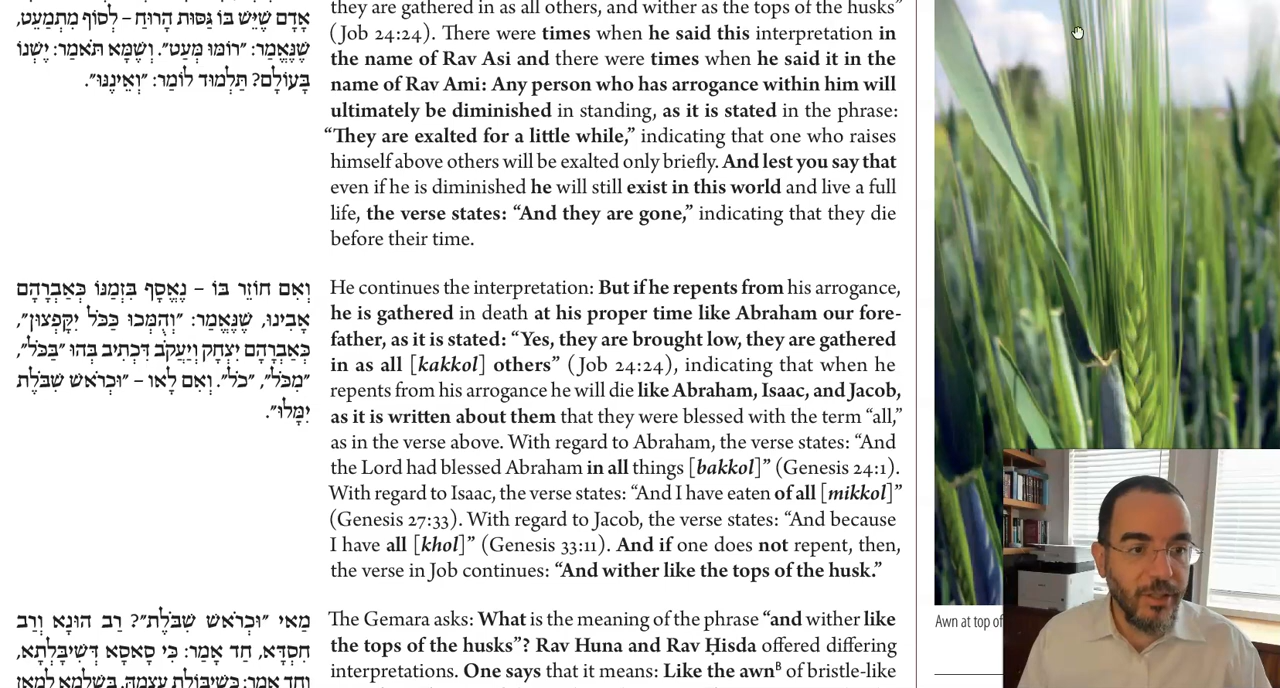 אָדָם שֶׁיֵּשׁ בּוֹ גַּסּוּת הָרוּחַ – לְסוֹף מִתְמַעֵט,
שֶׁנֶּאֱמַר: ״רוֹמּוּ מְּעַט״. וְשֶׁמָּא תֹּאמַר: יֶשְׁנוֹ
בָּעוֹלָם? תַּלְמוּד לוֹמַר: ״וְאֵינֶנּוּ״.
they are gathered in as all others, and wither as the tops of the husks”
(Job 24:24). There were times when he said this interpretation in
the name of Rav Asi and there were times when he said it in the
name of Rav Ami: Any person who has arrogance within him will
ultimately be diminished in standing, as it is stated in the phrase:
“They are exalted for a little while,” indicating that one who raises
himself above others will be exalted only briefly. And lest you say that
even if he is diminished he will still exist in this world and live a full
life, the verse states: “And they are gone,” indicating that they die
before their time.
וְאִם חוֹזֵר בּוֹ – נֶאֱסָף בִּזְמַנּוֹ כְּאַבְרָהָם
אָבִינוּ, שֶׁנֶּאֱמַר: ״וְהֻמְּכוּ כַּכֹּל יִקָּפְצוּן״,
כְּאַבְרָהָם יִצְחָק וְיַעֲקֹב דִּכְתִיב בְּהוּ ״בַּכֹּל״,
״מִכֹּל״, ״כֹּל״. וְאִם לָאו – ״וּכְרֹאשׁ שִׁבֹּלֶת
יִמָּלוּ״.
He continues the interpretation: But if he repents from his arrogance,
he is gathered in death at his proper time like Abraham our fore-
father, as it is stated: “Yes, they are brought low, they are gathered
in as all [kakkol] others” (Job 24:24), indicating that when he
repents from his arrogance he will die like Abraham, Isaac, and Jacob,
as it is written about them that they were blessed with the term “all,”
as in the verse above. With regard to Abraham, the verse states: “And
the Lord had blessed Abraham in all things [bakkol]” (Genesis 24:1).
With regard to Isaac, the verse states: “And I have eaten of all [mikkol]”
(Genesis 27:33). With regard to Jacob, the verse states: “And because
I have all [khol]” (Genesis 33:11). And if one does not repent, then,
the verse in Job continues: “And wither like the tops of the husk.”
מַאי ״וּכְרֹאשׁ שִׁבֹּלֶת״? רַב הוּנָא וְרַב
חִסְדָּא, חַד אָמַר: כִּי סָאסָא דְּשִׁיבַּלְתָּא,
וְחַד אָמַר: כְּשִׁיבּוֹלֶת עַצְמָהּ. בִּשְׁלָמָא לְמַאן
The Gemara asks: What is the meaning of the phrase “and wither like
the tops of the husks”? Rav Huna and Rav Ḥisda offered differing
interpretations. One says that it means: Like the awnᴮ of bristle-like
Awn at top of